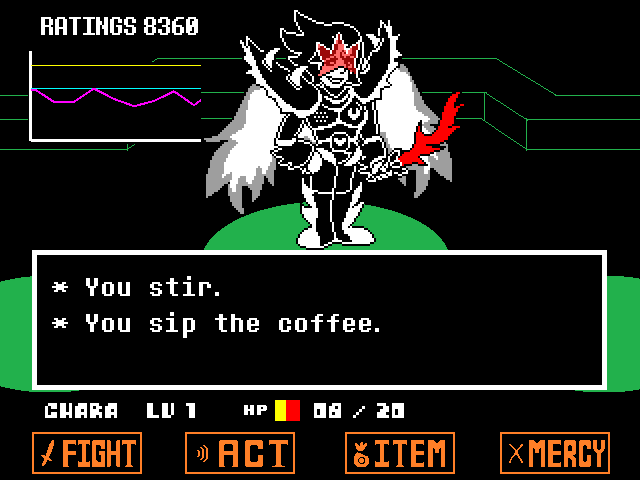 RATINGS 8360
* You stir.
* You sip the coffee.
CHARA LV 1 HP 08 / 20
FIGHT ACT ITEM MERCY